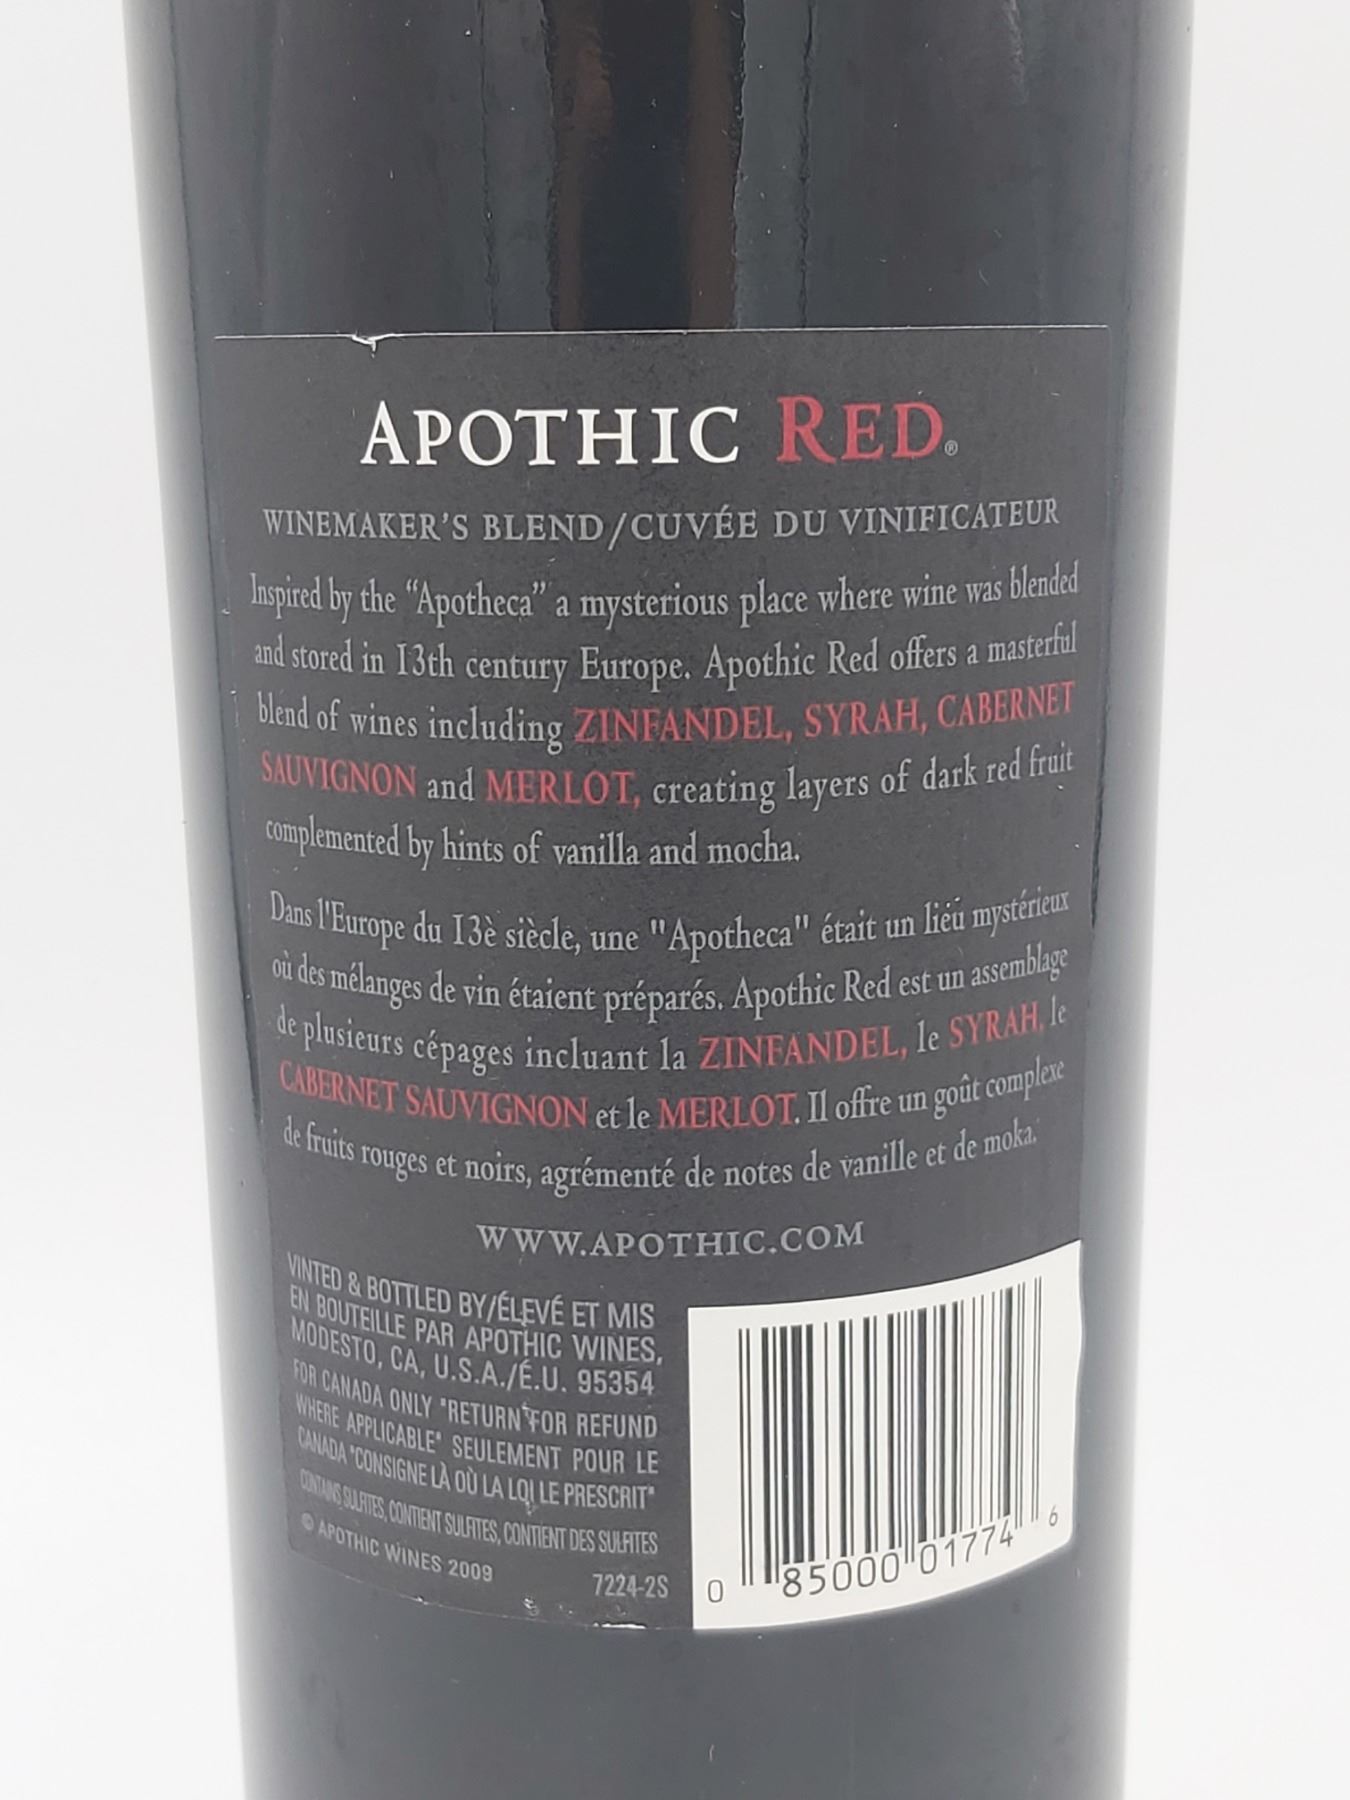 APOTHIC RED®
WINEMAKER'S BLEND/CUVÉE DU VINIFICATEUR
Inspired by the “Apotheca” a mysterious place where wine was blended
and stored in 13th century Europe. Apothic Red offers a masterful
blend of wines including ZINFANDEL, SYRAH, CABERNET
SAUVIGNON and MERLOT, creating layers of dark red fruit
complemented by hints of vanilla and mocha.
Dans l'Europe du 13è siècle, une "Apotheca" était un lieu mystérieux
où des mélanges de vin étaient préparés. Apothic Red est un assemblage
de plusieurs cépages incluant la ZINFANDEL, le SYRAH, le
CABERNET SAUVIGNON et le MERLOT. Il offre un goût complexe
de fruits rouges et noirs, agrémenté de notes de vanille et de moka.
WWW.APOTHIC.COM
VINTED & BOTTLED BY/ÉLEVÉ ET MIS
EN BOUTEILLE PAR APOTHIC WINES,
MODESTO, CA, U.S.A./É.U. 95354
FOR CANADA ONLY "RETURN FOR REFUND
WHERE APPLICABLE" SEULEMENT POUR LE
CANADA "CONSIGNE LÀ OÙ LA LOI LE PRESCRIT"
CONTAINS SULFITES, CONTIENT SULFITES, CONTIENT DES SULFITES
© APOTHIC WINES 2009
7224-2S
0 85000 01774 6